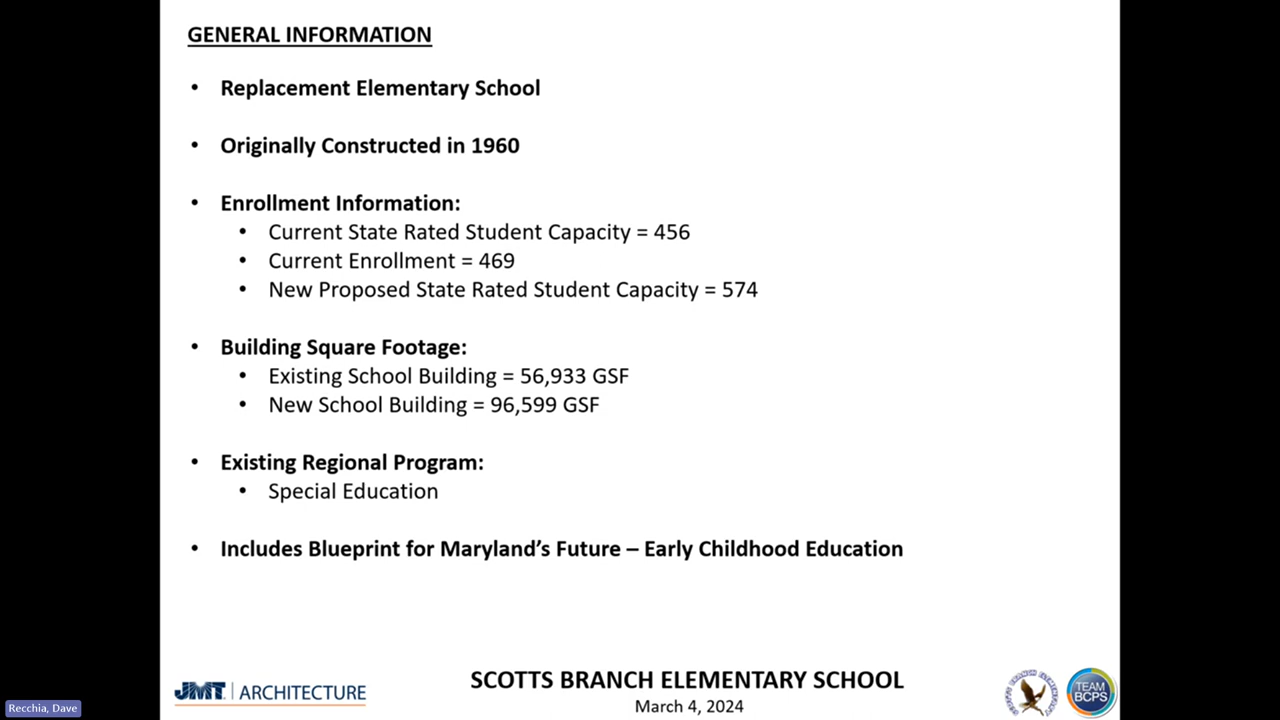 GENERAL INFORMATION
• Replacement Elementary School
• Originally Constructed in 1960
• Enrollment Information:
• Current State Rated Student Capacity = 456
• Current Enrollment = 469
• New Proposed State Rated Student Capacity = 574
• Building Square Footage:
• Existing School Building = 56,933 GSF
• New School Building = 96,599 GSF
• Existing Regional Program:
• Special Education
• Includes Blueprint for Maryland’s Future – Early Childhood Education
JMT | ARCHITECTURE
SCOTTS BRANCH ELEMENTARY SCHOOL
March 4, 2024
SCOTTS BRANCH ELEMENTARY
TEAM
BCPS
Recchia, Dave